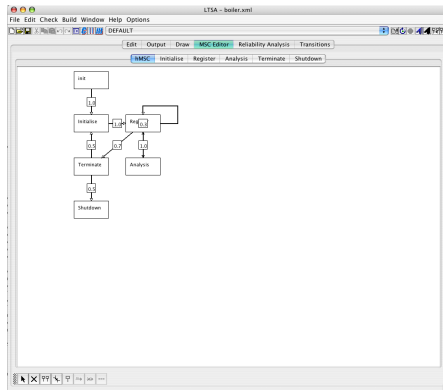 LTSA - boiler.xml
File Edit Check Build Window Help Options
DEFAULT
Edit Output Draw MSC Editor Reliability Analysis Transitions
hMSC Initialise Register Analysis Terminate Shutdown
init
1.0
Initialise 1.0 Reg 0.3
0.5 0.7 1.0
Terminate Analysis
0.5
Shutdown